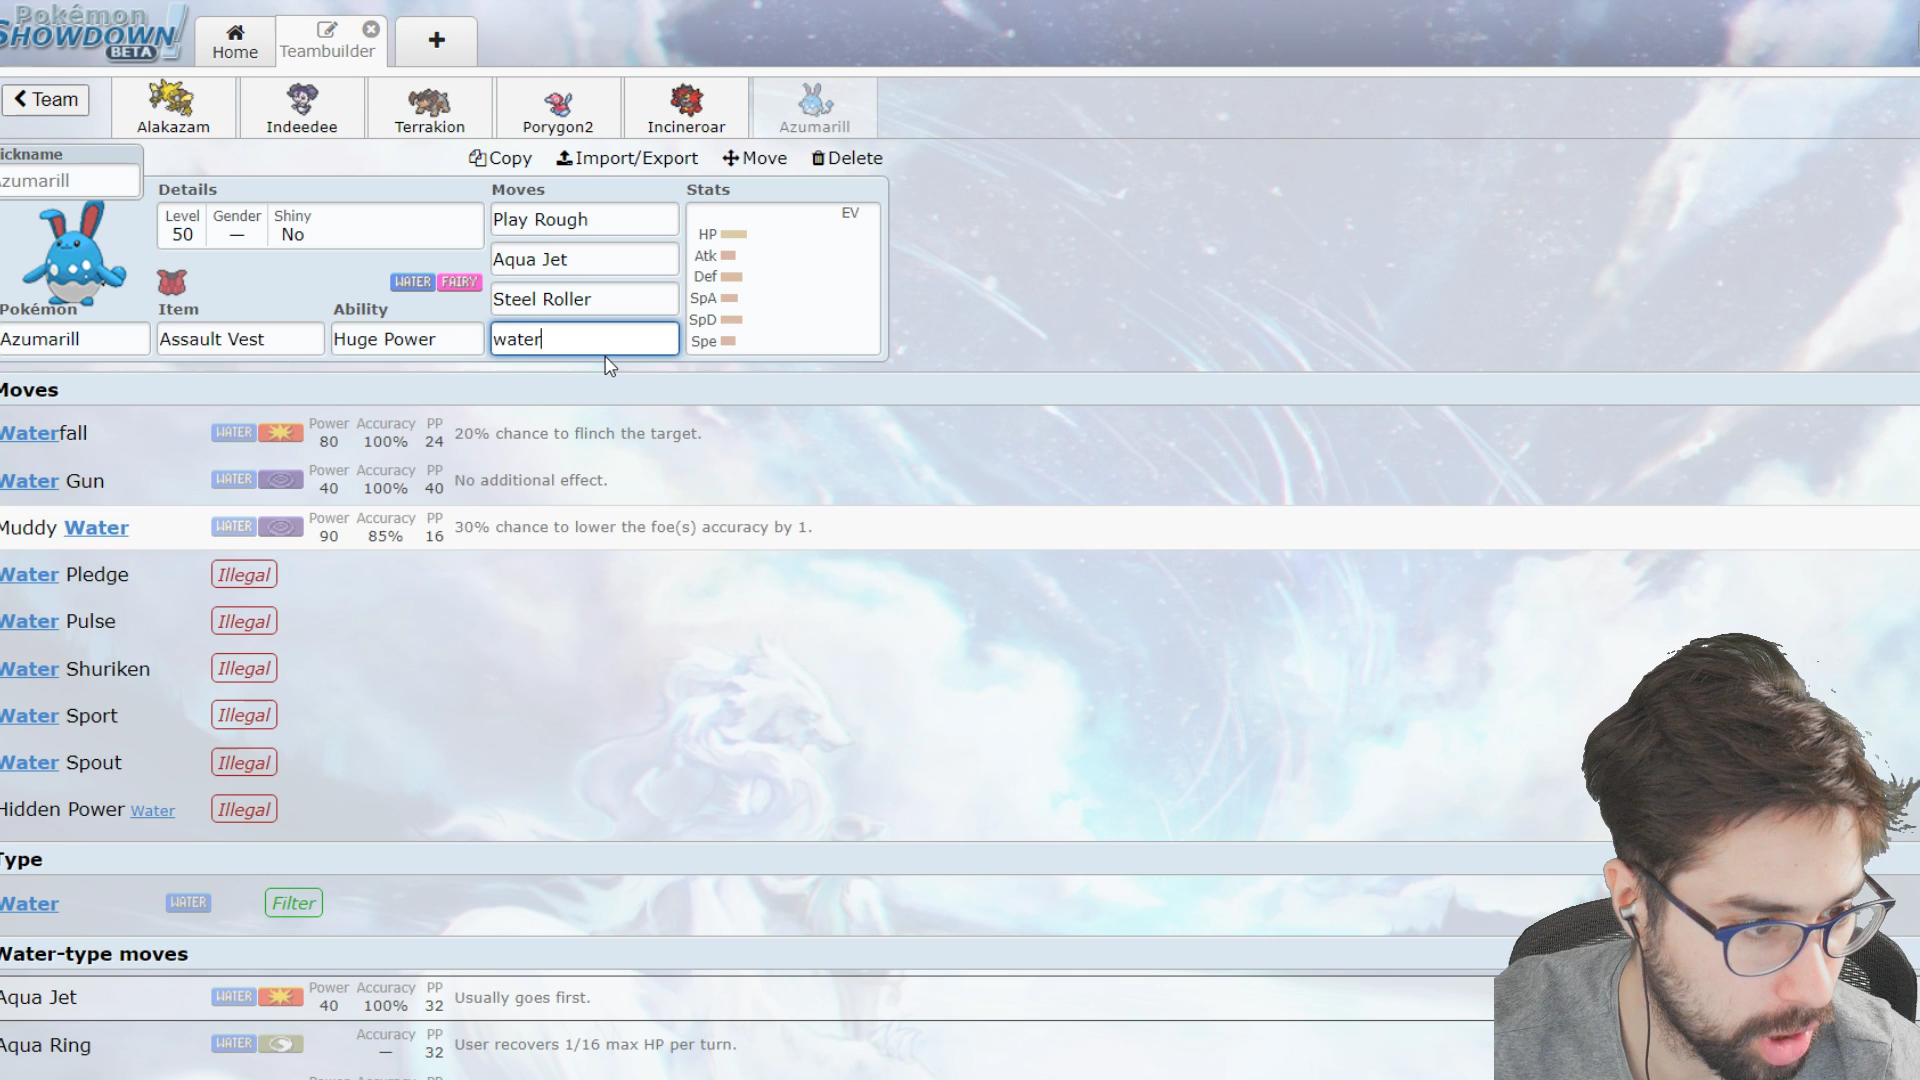 Pokémon
SHOWDOWN
BETA
Home
Teambuilder
Team
Alakazam
Indeedee
Terrakion
Porygon2
Incineroar
Azumarill
Copy
Import/Export
Move
Delete
ickname
zumarill
Details
Level
50
Gender
—
Shiny
No
WATER FAIRY
Pokémon
Azumarill
Item
Assault Vest
Ability
Huge Power
Moves
Play Rough
Aqua Jet
Steel Roller
water
Stats
EV
HP
Atk
Def
SpA
SpD
Spe
Moves
Waterfall WATER Power 80 Accuracy 100% PP 24 20% chance to flinch the target.
Water Gun WATER Power 40 Accuracy 100% PP 40 No additional effect.
Muddy Water WATER Power 90 Accuracy 85% PP 16 30% chance to lower the foe(s) accuracy by 1.
Water Pledge Illegal
Water Pulse Illegal
Water Shuriken Illegal
Water Sport Illegal
Water Spout Illegal
Hidden Power Water Illegal
Type
Water WATER Filter
Water-type moves
Aqua Jet WATER Power 40 Accuracy 100% PP 32 Usually goes first.
Aqua Ring WATER Accuracy — PP 32 User recovers 1/16 max HP per turn.